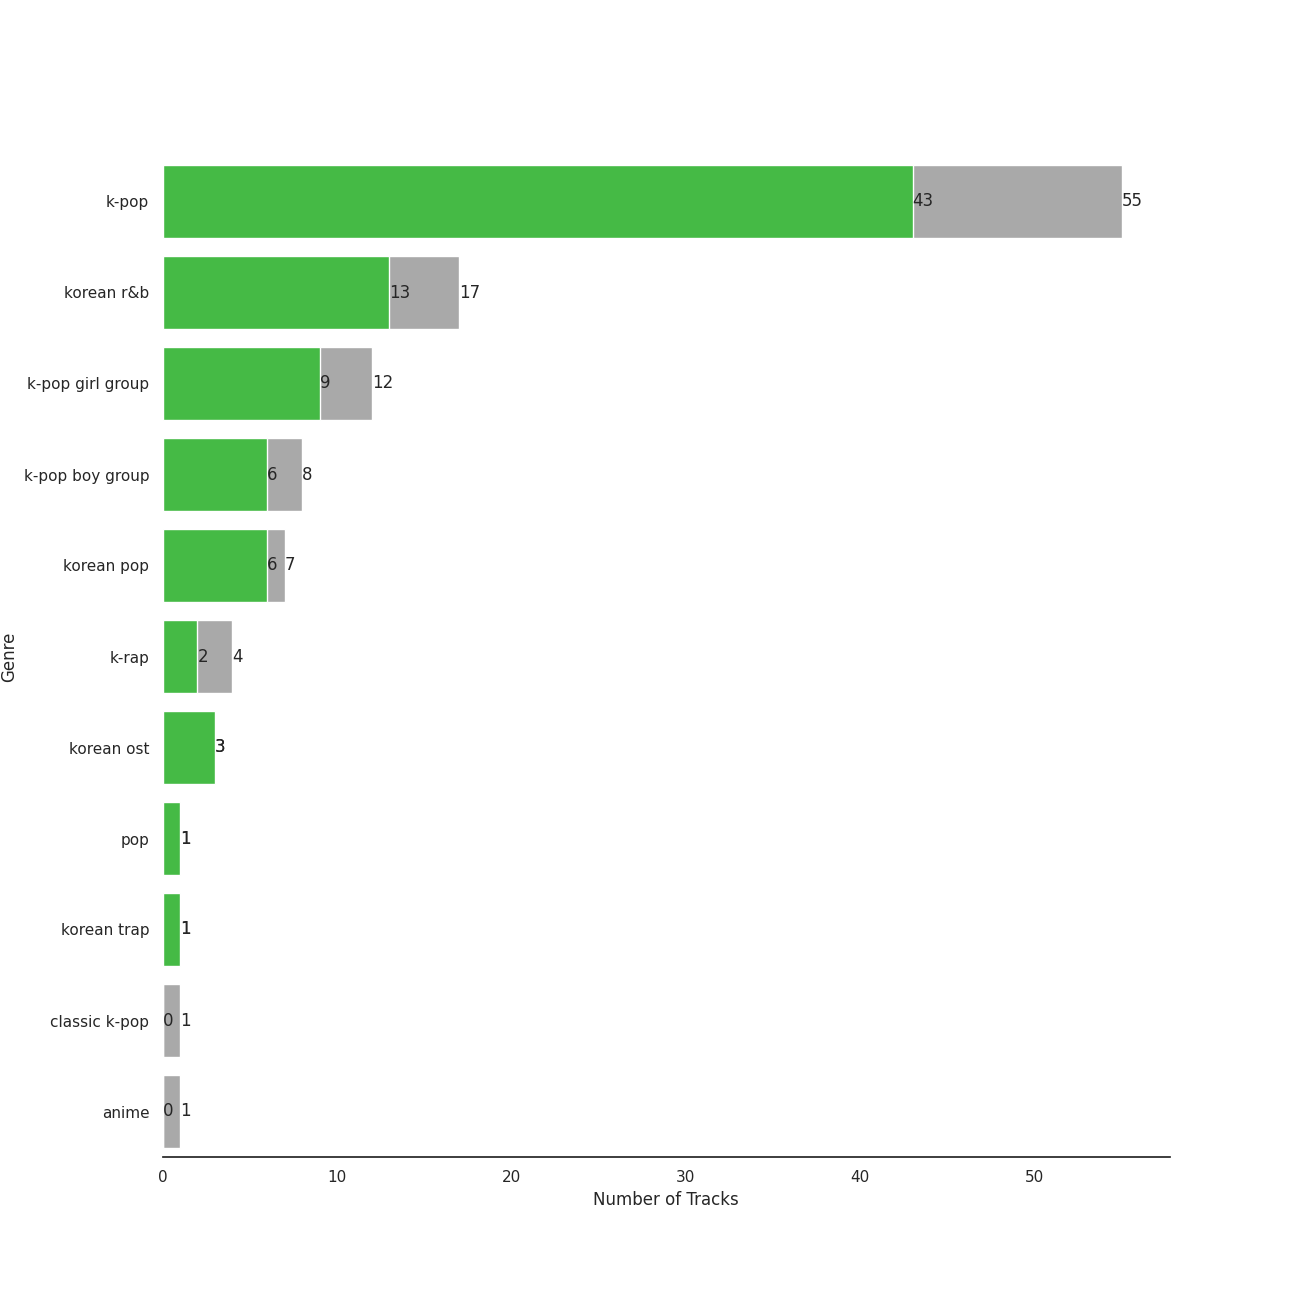 k-pop 43 55
korean r&b 13 17
k-pop girl group 9 12
k-pop boy group 6 8
korean pop 6 7
k-rap 2 4
Genre
korean ost 3
pop 1
korean trap 1
classic k-pop 0 1
anime 0 1
0 10 20 30 40 50
Number of Tracks